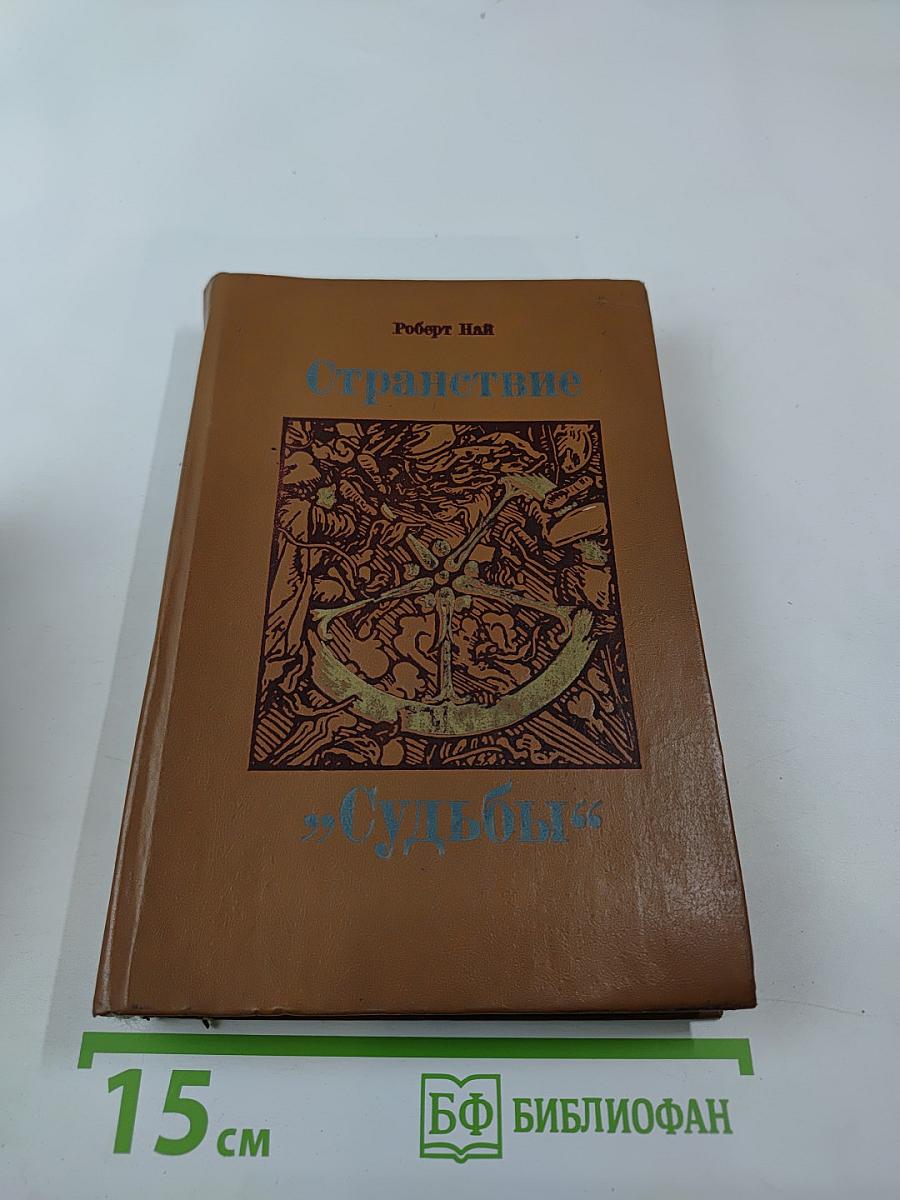 Роберт Най
Странствие
„Судьбы“
15 см
БФ БИБЛИОФАН